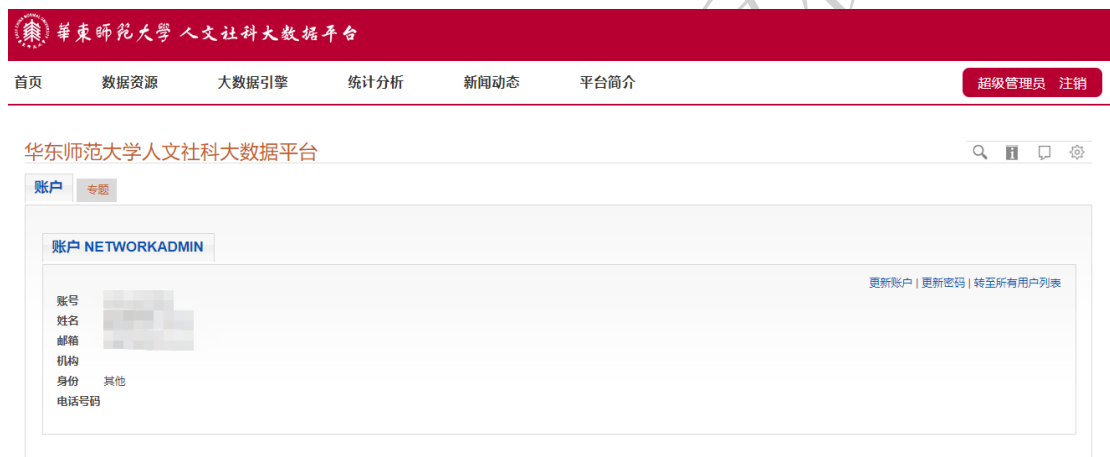 華東師范大學 人文社科大数据平台
首页 数据资源 大数据引擎 统计分析 新闻动态 平台简介 超级管理员 注销
华东师范大学人文社科大数据平台
账户 专题
账户 NETWORKADMIN
更新账户 | 更新密码 | 转至所有用户列表
账号
姓名
邮箱
机构
身份 其他
电话号码